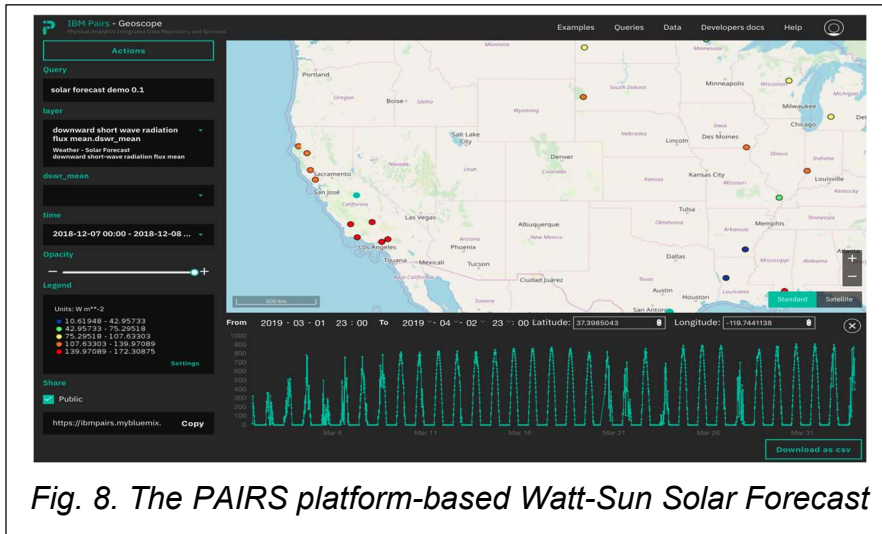 IBM Pairs - Geoscope
Physical Analytics Integrated Data Repository and Services
Examples Queries Data Developers docs Help
Actions
Query
solar forecast demo 0.1
layer
downward short wave radiation
flux mean.dswr_mean
Weather - Solar Forecast
downward short-wave radiation flux mean
dswr_mean
time
2018-12-07 00:00 - 2018-12-08 ...
Opacity
Legend
Units: W m**-2
10.61948 - 42.95733
42.95733 - 75.29518
75.29518 - 107.63303
107.63303 - 139.97089
139.97089 - 172.30875
Settings
Share
Public
https://ibmpairs.mybluemix. Copy
Montana
Minnesota
Portland
Oregon
Boise
Idaho
Wyoming
South Dakota
Minneapolis
Wisconsin
Michigan
Milwaukee
Chicago
Det
Salt Lake
City
Nebraska
Lincoln
Des Moines
Iowa
Illinois
Indiana
Nevada
Utah
Denver
Colorado
Sacramento
San José
California
Kansas
Kansas City
Missouri
Louisville
Kentucky
Las Vegas
Tulsa
Oklahoma
Arkansas
Memphis
Tennessee
Los Angeles
Arizona
Phoenix
Albuquerque
New Mexico
Tijuana
Mexicali
Tucson
Baja California
Sonora
Ciudad Juárez
Dallas
Texas
Austin
Houston
San Anton
Louisiana
Mississippi
Alabama
Atlanta
500 km
Standard Satellite
From 2019 - 03 - 01 23 : 00 To 2019 - 04 - 02 23 : 00 Latitude: 37.3985043 Longitude: -119.7441138
1000
900
800
700
600
500
400
300
200
100
0
Mar 6 Mar 11 Mar 16 Mar 21 Mar 26 Mar 31
Download as csv
Fig. 8. The PAIRS platform-based Watt-Sun Solar Forecast